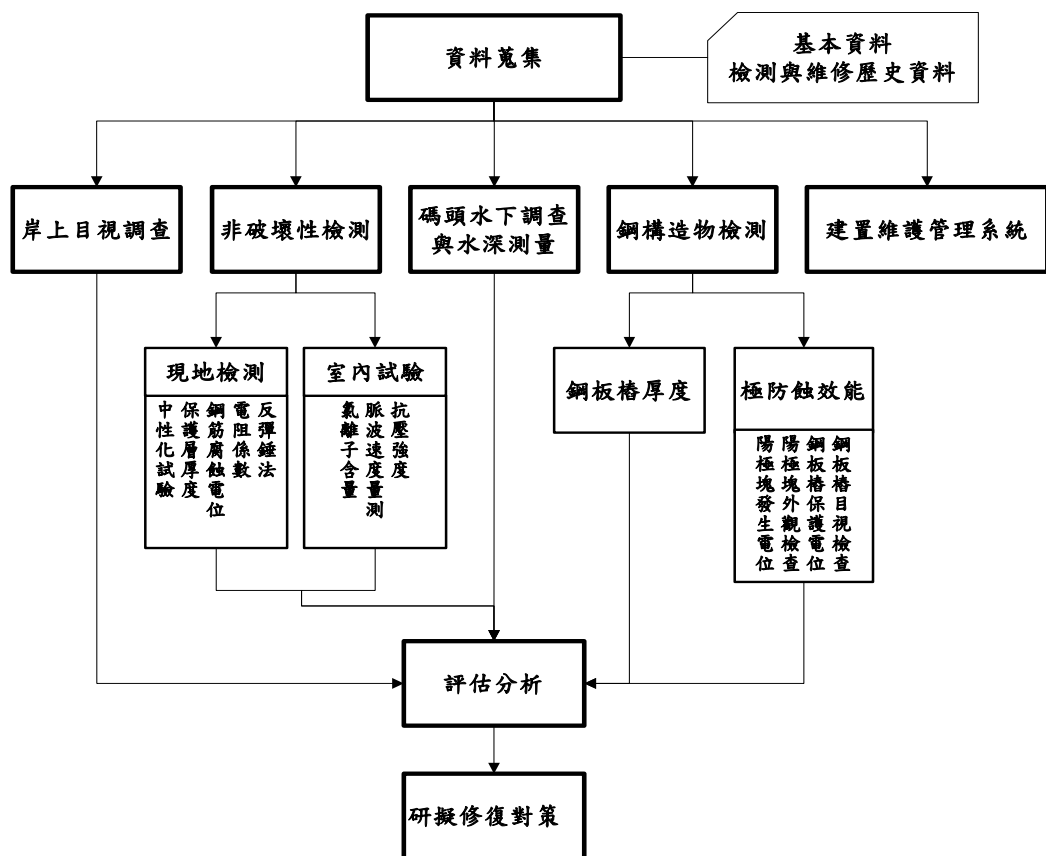 資料蒐集
基本資料
檢測與維修歷史資料
岸上目視調查
非破壞性檢測
碼頭水下調查
與水深測量
鋼構造物檢測
建置維護管理系統
現地檢測
中性化試驗
保護層厚度
鋼筋腐蝕電位
電阻係數
反彈錘法
室內試驗
氯離子含量
脈波速度量測
抗壓強度
鋼板樁厚度
極防蝕效能
陽極塊發生電位
陽極塊外觀檢查
鋼板樁保護電位
鋼板樁目視檢查
評估分析
研擬修復對策